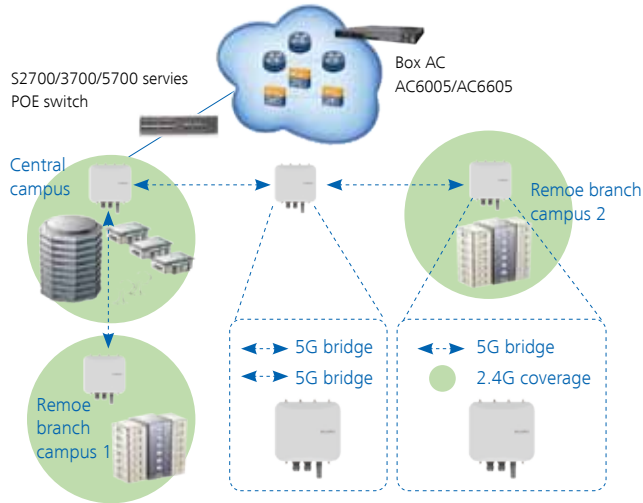 S2700/3700/5700 servies
POE switch
Box AC
AC6005/AC6605
Central
campus
Remoe branch
campus 2
5G bridge
5G bridge
5G bridge
2.4G coverage
Remoe
branch
campus 1